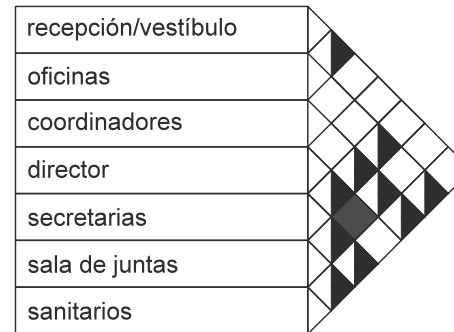 recepción/vestíbulo
oficinas
coordinadores
director
secretarias
sala de juntas
sanitarios